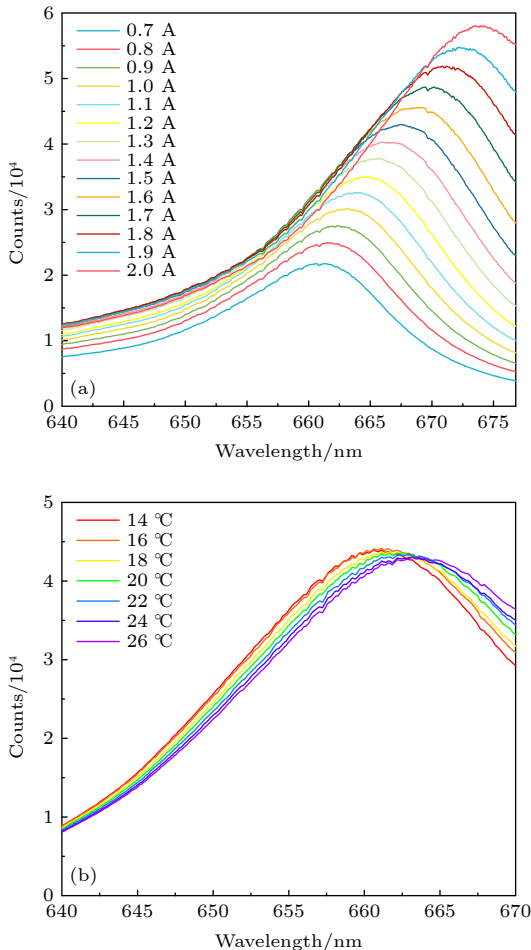 6
5
4
3
2
1
0
Counts/10⁴
0.7 A
0.8 A
0.9 A
1.0 A
1.1 A
1.2 A
1.3 A
1.4 A
1.5 A
1.6 A
1.7 A
1.8 A
1.9 A
2.0 A
(a)
640 645 650 655 660 665 670 675
Wavelength/nm
5
4
3
2
1
0
Counts/10⁴
14 ℃
16 ℃
18 ℃
20 ℃
22 ℃
24 ℃
26 ℃
(b)
640 645 650 655 660 665 670
Wavelength/nm